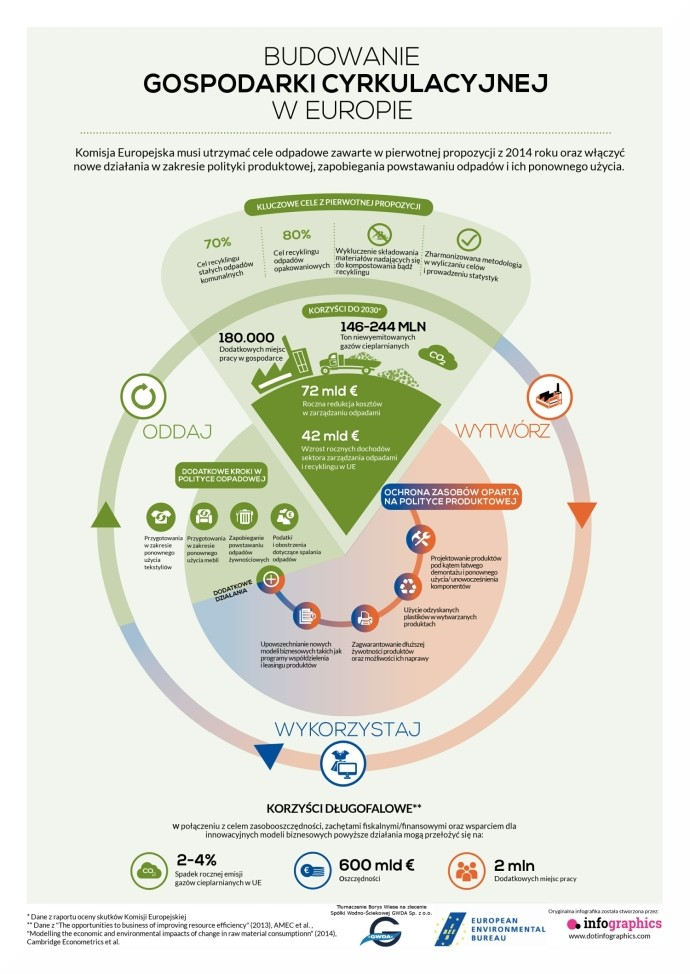 BUDOWANIE
GOSPODARKI CYRKULACYJNEJ
W EUROPIE
Komisja Europejska musi utrzymać cele odpadowe zawarte w pierwotnej propozycji z 2014 roku oraz włączyć
nowe działania w zakresie polityki produktowej, zapobiegania powstawaniu odpadów i ich ponownego użycia.
KLUCZOWE CELE Z PIERWOTNEJ PROPOZYCJI
70%
Cel recyklingu
stałych odpadów
komunalnych
80%
Cel recyklingu
odpadów
opakowaniowych
Wykluczenie składowania
materiałów nadających się
do kompostowania bądź
recyklingu
Zharmonizowana metodologia
w wyliczaniu celów
i prowadzeniu statystyk
KORZYŚCI DO 2030*
180.000
Dodatkowych miejsc
pracy w gospodarce
146-244 MLN
Ton niewyemitowanych
gazów cieplarnianych
CO2
72 mld €
Roczna redukcja kosztów
w zarządzaniu odpadami
42 mld €
Wzrost rocznych dochodów
sektora zarządzania odpadami
i recyklingu w UE
ODDAJ
WYTWÓRZ
DODATKOWE KROKI W
POLITYCE ODPADOWEJ
Przygotowania
w zakresie
ponownego
użycia
tekstyliów
Przygotowania
w zakresie
ponownego
użycia mebli
Zapobieganie
powstawaniu
odpadów
żywnościowych
Podatki
i obostrzenia
dotyczące spalania
odpadów
OCHRONA ZASOBÓW OPARTA
NA POLITYCE PRODUKTOWEJ
Projektowanie produktów
pod kątem łatwego
demontażu i ponownego
użycia/ unowocześnienia
komponentów
Użycie odzyskanych
plastików w wytwarzanych
produktach
Zagwarantowanie dłuższej
żywotności produktów
oraz możliwości ich naprawy
Upowszechnianie nowych
modeli biznesowych takich jak
programy współdzielenia
i leasingu produktów
DODATKOWE
DZIAŁANIA
WYKORZYSTAJ
KORZYŚCI DŁUGOFALOWE**
w połączeniu z celem zasobooszczędności, zachętami fiskalnymi/finansowymi oraz wsparciem dla
innowacyjnych modeli biznesowych powyższe działania mogą przełożyć się na:
CO2
2-4%
Spadek rocznej emisji
gazów cieplarnianych w UE
600 mld €
Oszczędności
2 mln
Dodatkowych miejsc pracy
* Dane z raportu oceny skutków Komisji Europejskiej
** Dane z "The opportunities to business of improving resource efficiency" (2013), AMEC et al. ,
"Modelling the economic and environmental impacts of change in raw material consumptionn" (2014),
Cambridge Econometrics et al.
Tłumaczenie Borys Wiese na zlecenie
Spółki Wodno-Ściekowej GWDA Sp. z o.o.
GWDA
EUROPEAN
ENVIRONMENTAL
BUREAU
Oryginalna infografika została stworzona przez:
infographics
www.dotinfographics.com